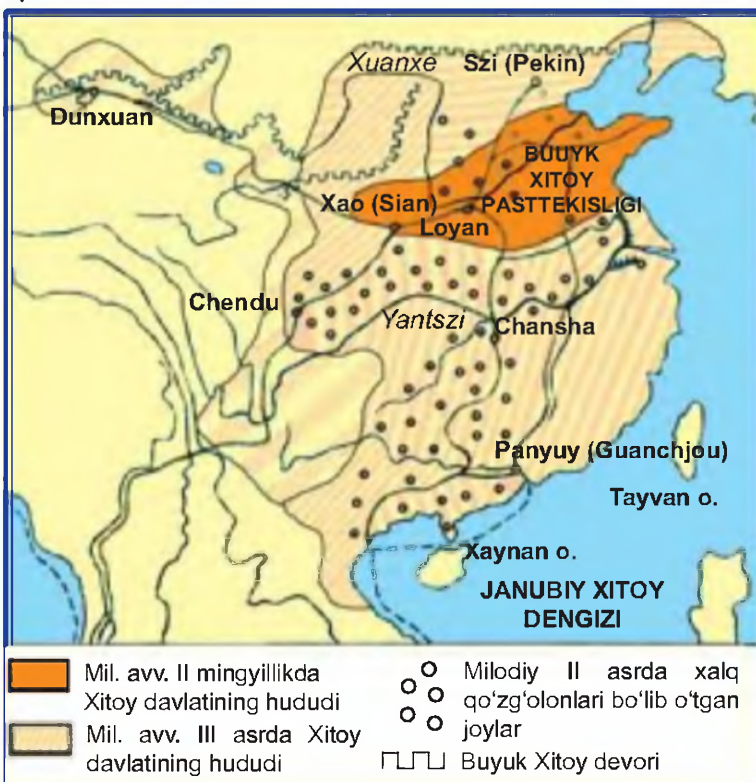 Xuanxe
Szi (Pekin)
Dunxuan
BUUYK
XITOY
PASTTEKISLIGI
Xao (Sian)
Loyan
Chendu
Yantszi
Chansha
Panyuy (Guanchjou)
Tayvan o.
Xaynan o.
JANUBIY XITOY
DENGIZI
Mil. avv. II mingyillikda
Xitoy davlatining hududi
Mil. avv. III asrda Xitoy
davlatining hududi
Milodiy II asrda xalq
qo‘zg‘olonlari bo‘lib o‘tgan
joylar
Buyuk Xitoy devori